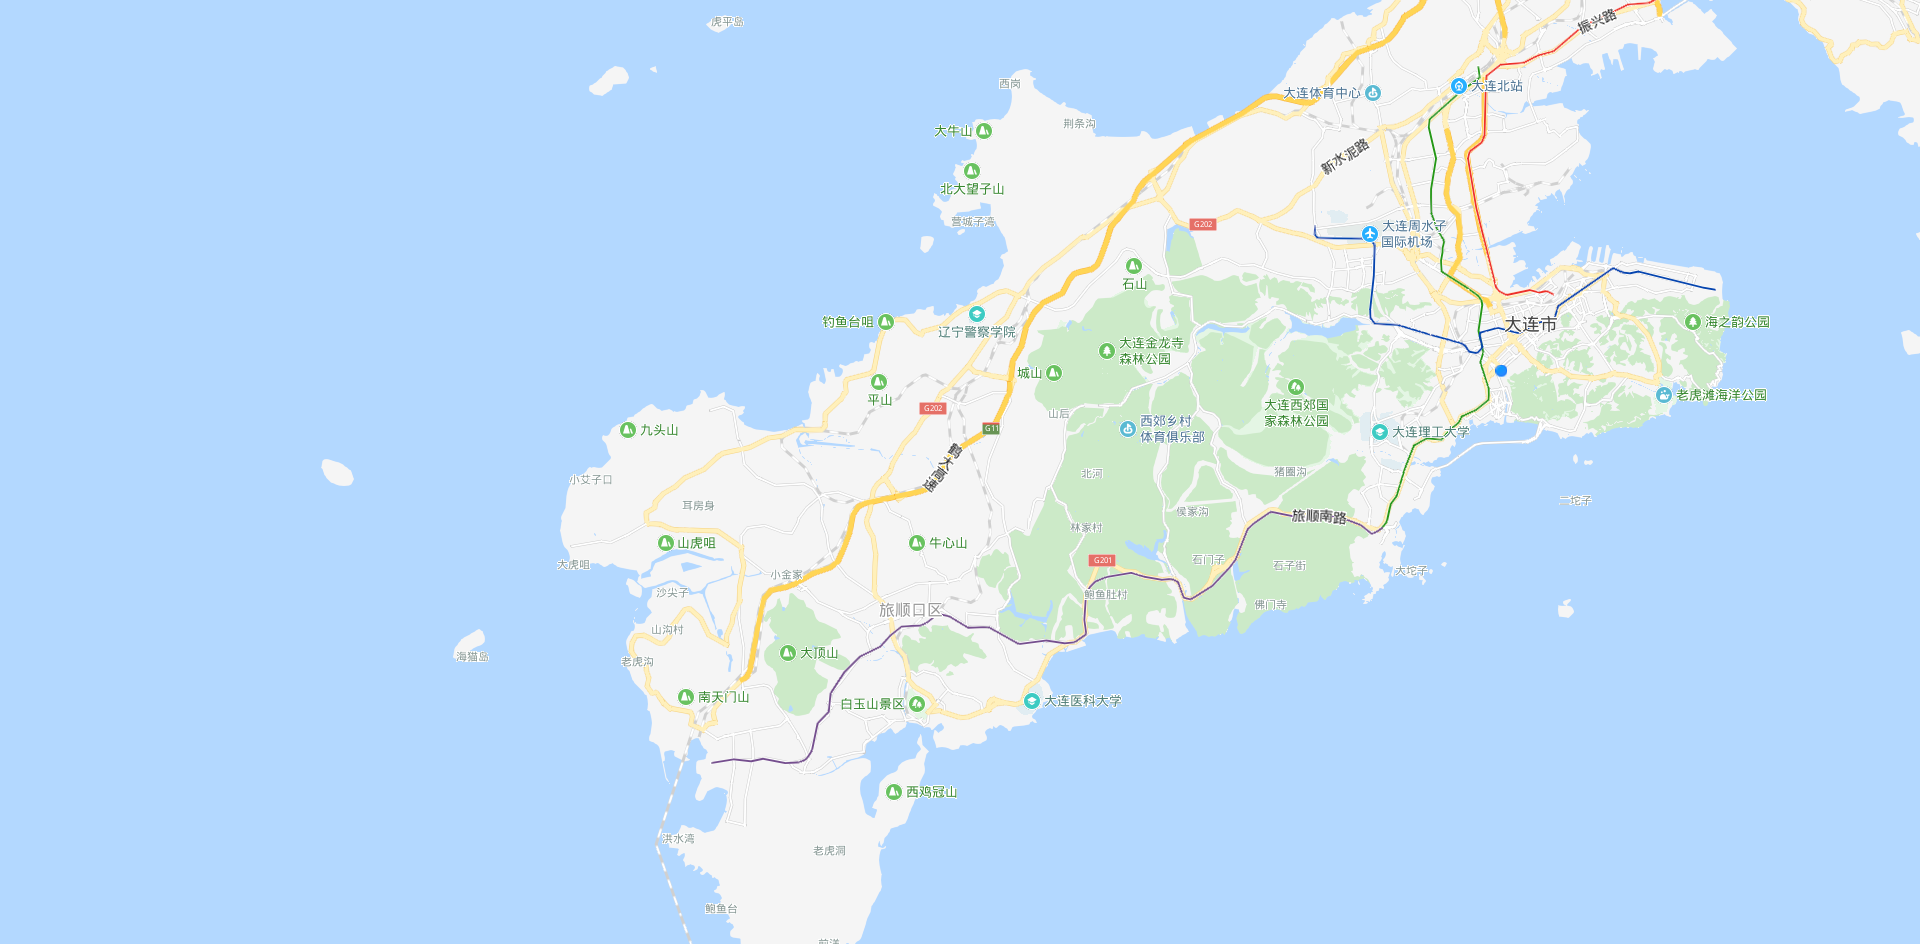 虎平岛
振兴路
西岗
大连体育中心
大连北站
大牛山
荆条沟
新水泥路
北大望子山
营城子湾
G202
大连周水子
国际机场
石山
钓鱼台咀
辽宁警察学院
大连市
海之韵公园
大连金龙寺
森林公园
城山
平山
G202
山后
大连西郊国
家森林公园
老虎滩海洋公园
九头山
G11
西郊乡村
体育俱乐部
大连理工大学
鹤大高速
小艾子口
北河
猪圈沟
耳房身
二坨子
林家村
侯家沟
旅顺南路
山虎咀
牛心山
G201
石门子
大虎咀
小金家
石子街
大坨子
沙尖子
鲍鱼肚村
佛门寺
旅顺口区
山沟村
海猫岛
老虎沟
大顶山
南天门山
白玉山景区
大连医科大学
西鸡冠山
洪水湾
老虎洞
鲍鱼台